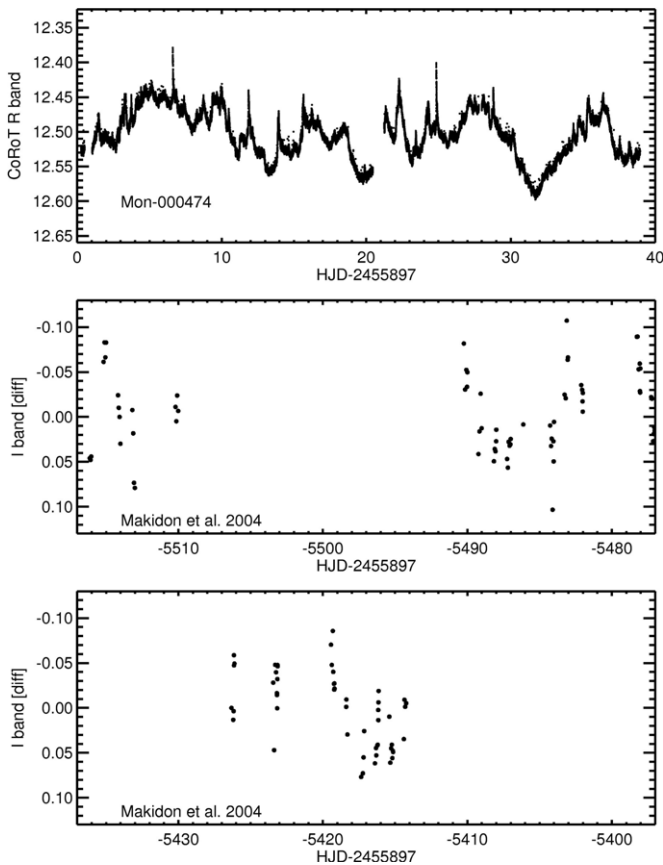 12.35
12.40
12.45
12.50
12.55
12.60
12.65
CoRoT R band
Mon-000474
0 10 20 30 40
HJD-2455897
-0.10
-0.05
0.00
0.05
0.10
I band [diff]
Makidon et al. 2004
-5510 -5500 -5490 -5480
HJD-2455897
-0.10
-0.05
0.00
0.05
0.10
I band [diff]
Makidon et al. 2004
-5430 -5420 -5410 -5400
HJD-2455897